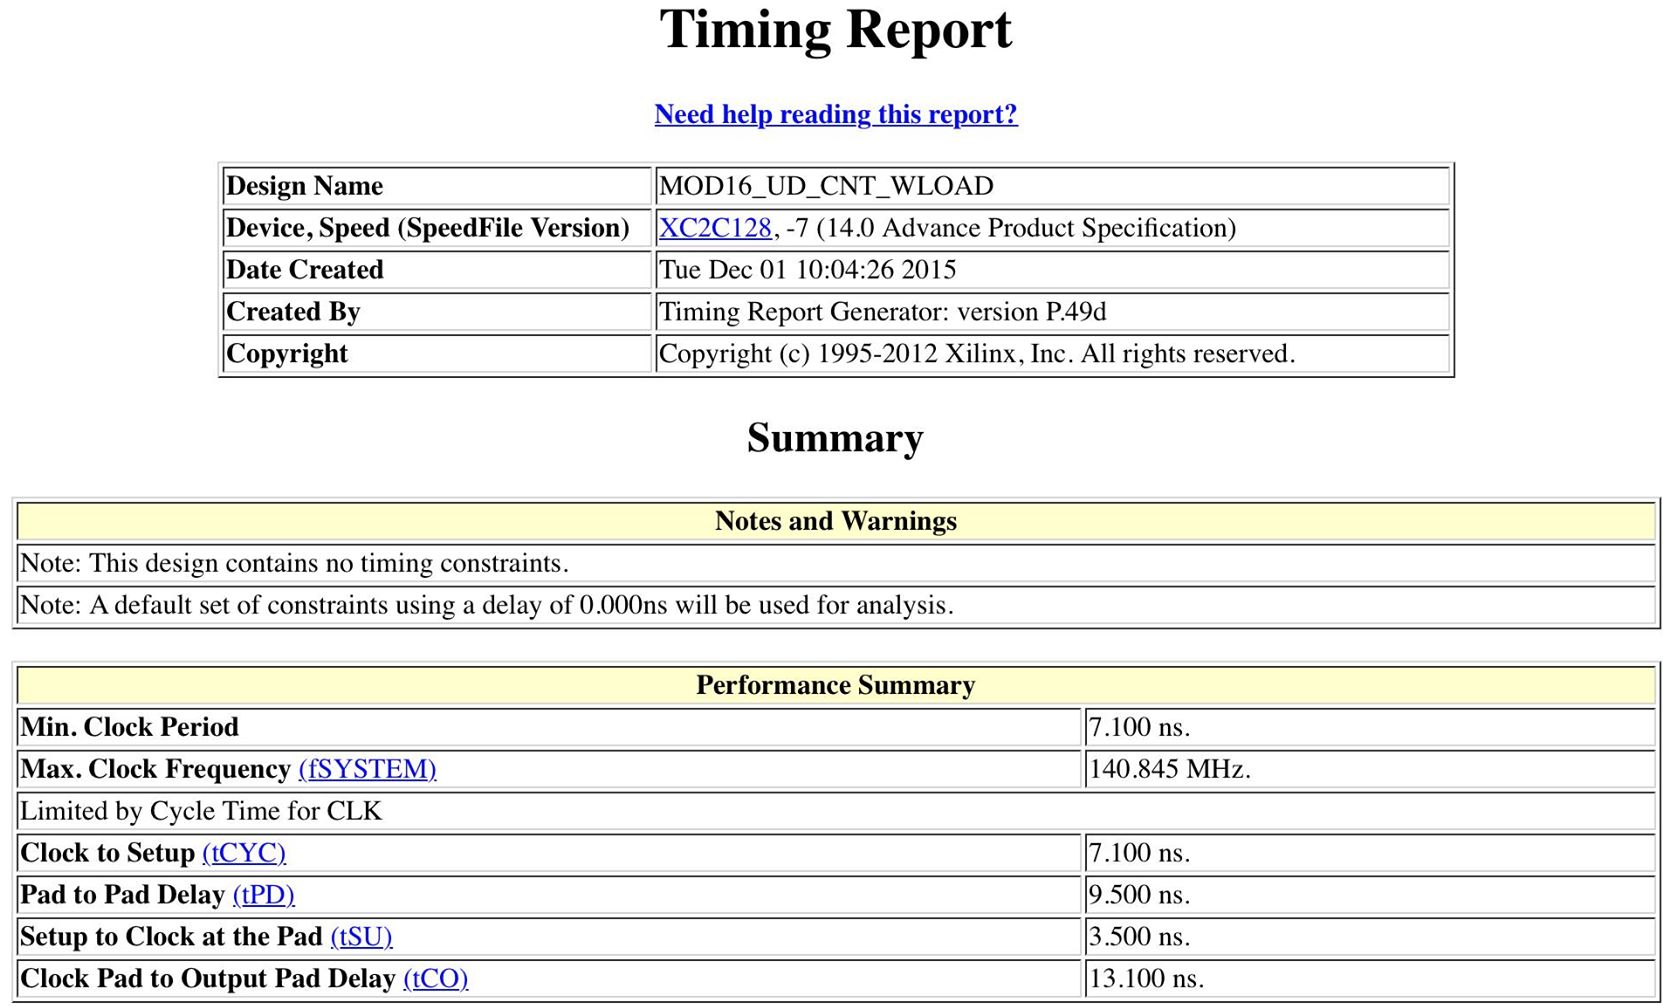 Timing Report
Need help reading this report?
Design Name MOD16_UD_CNT_WLOAD
Device, Speed (SpeedFile Version) XC2C128, -7 (14.0 Advance Product Specification)
Date Created Tue Dec 01 10:04:26 2015
Created By Timing Report Generator: version P.49d
Copyright Copyright (c) 1995-2012 Xilinx, Inc. All rights reserved.
Summary
Notes and Warnings
Note: This design contains no timing constraints.
Note: A default set of constraints using a delay of 0.000ns will be used for analysis.
Performance Summary
Min. Clock Period 7.100 ns.
Max. Clock Frequency (fSYSTEM) 140.845 MHz.
Limited by Cycle Time for CLK
Clock to Setup (tCYC) 7.100 ns.
Pad to Pad Delay (tPD) 9.500 ns.
Setup to Clock at the Pad (tSU) 3.500 ns.
Clock Pad to Output Pad Delay (tCO) 13.100 ns.